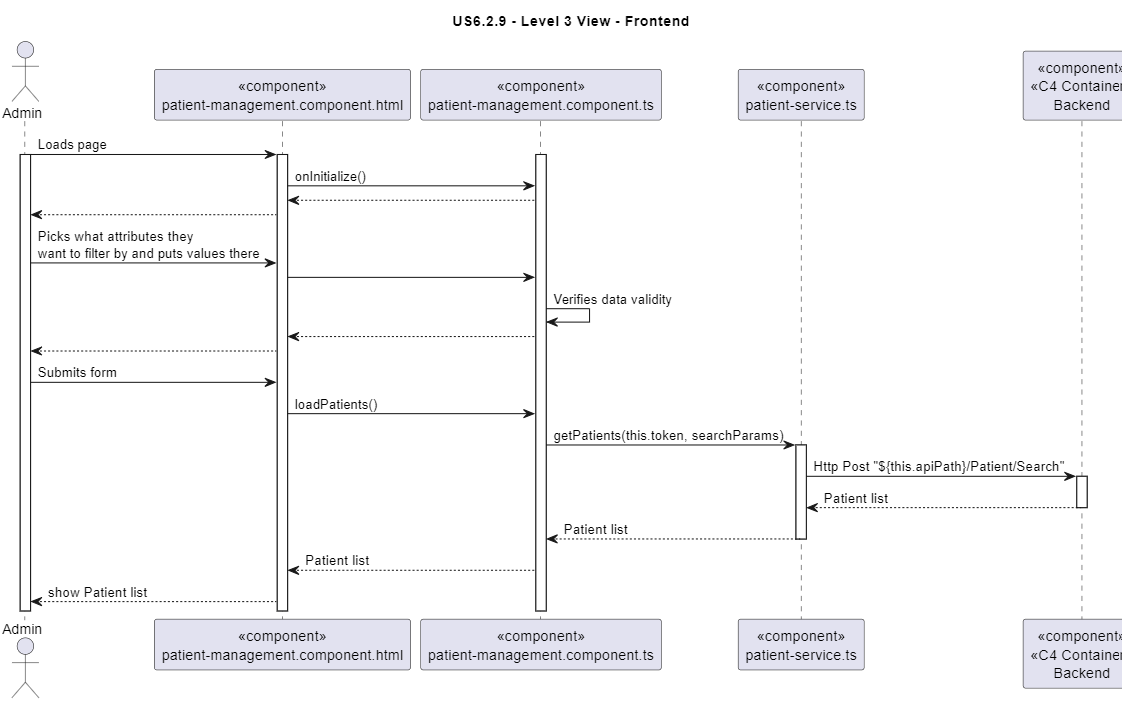 US6.2.9 - Level 3 View - Frontend
Admin
«component»
patient-management.component.html
«component»
patient-management.component.ts
«component»
patient-service.ts
«component»
«C4 Container
Backend
Loads page
onInitialize()
Picks what attributes they
want to filter by and puts values there
Verifies data validity
Submits form
loadPatients()
getPatients(this.token, searchParams)
Http Post "${this.apiPath}/Patient/Search"
Patient list
Patient list
Patient list
show Patient list
Admin
«component»
patient-management.component.html
«component»
patient-management.component.ts
«component»
patient-service.ts
«component»
«C4 Container
Backend